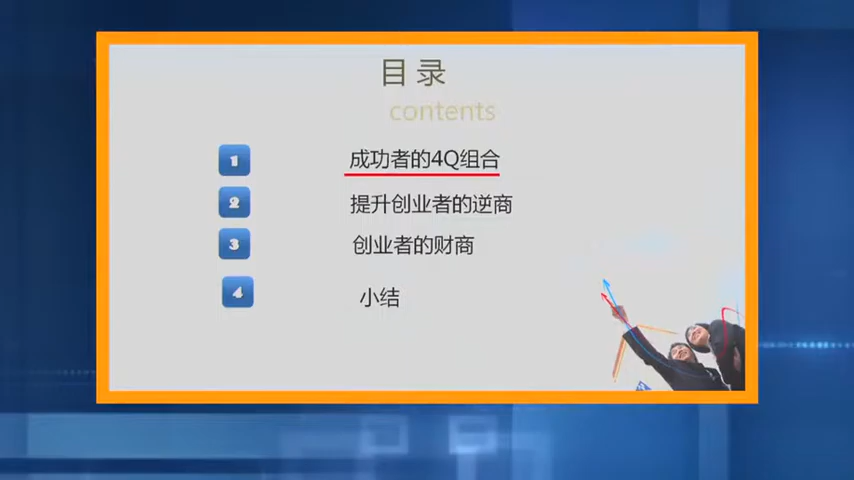 目录
contents
1 成功者的4Q组合
2 提升创业者的逆商
3 创业者的财商
4 小结